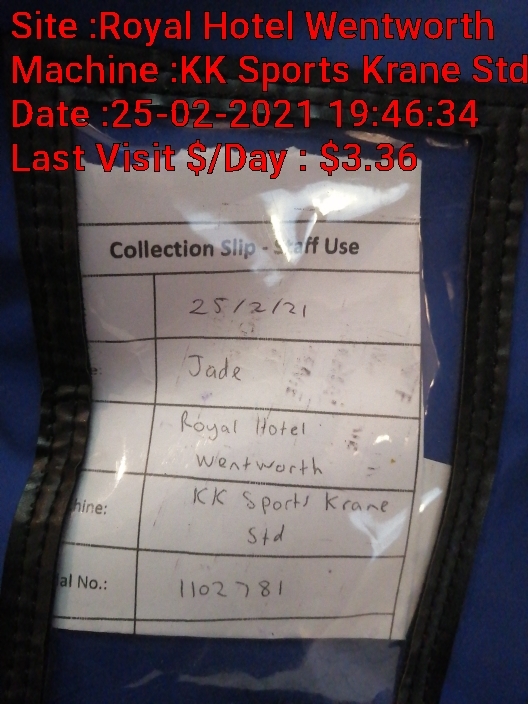 Site :Royal Hotel Wentworth
Machine :KK Sports Krane Std
Date :25-02-2021 19:46:34
Last Visit $/Day : $3.36
Collection Slip - Staff Use
25/2/21
e: Jade
Royal Hotel
Wentworth
hine: KK Sports Krane
Std
al No.: 1102781